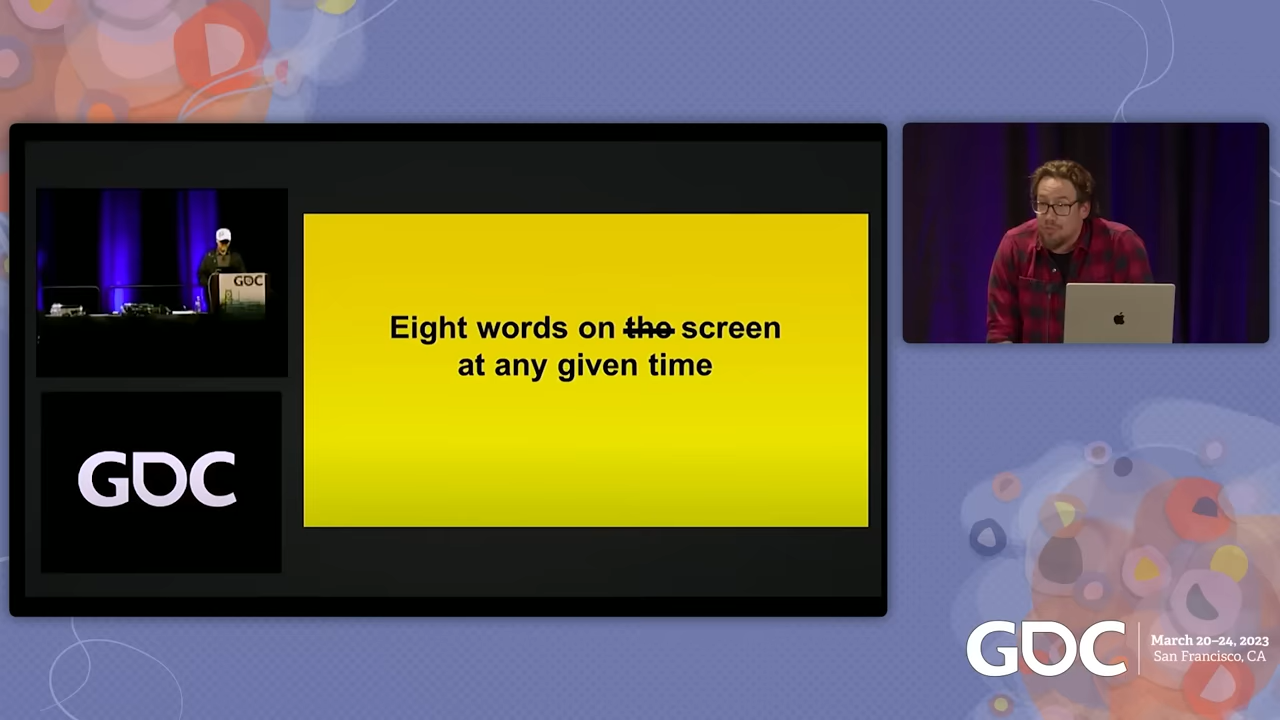 GDC
Eight words on the screen
at any given time
GDC
GDC
March 20–24, 2023
San Francisco, CA